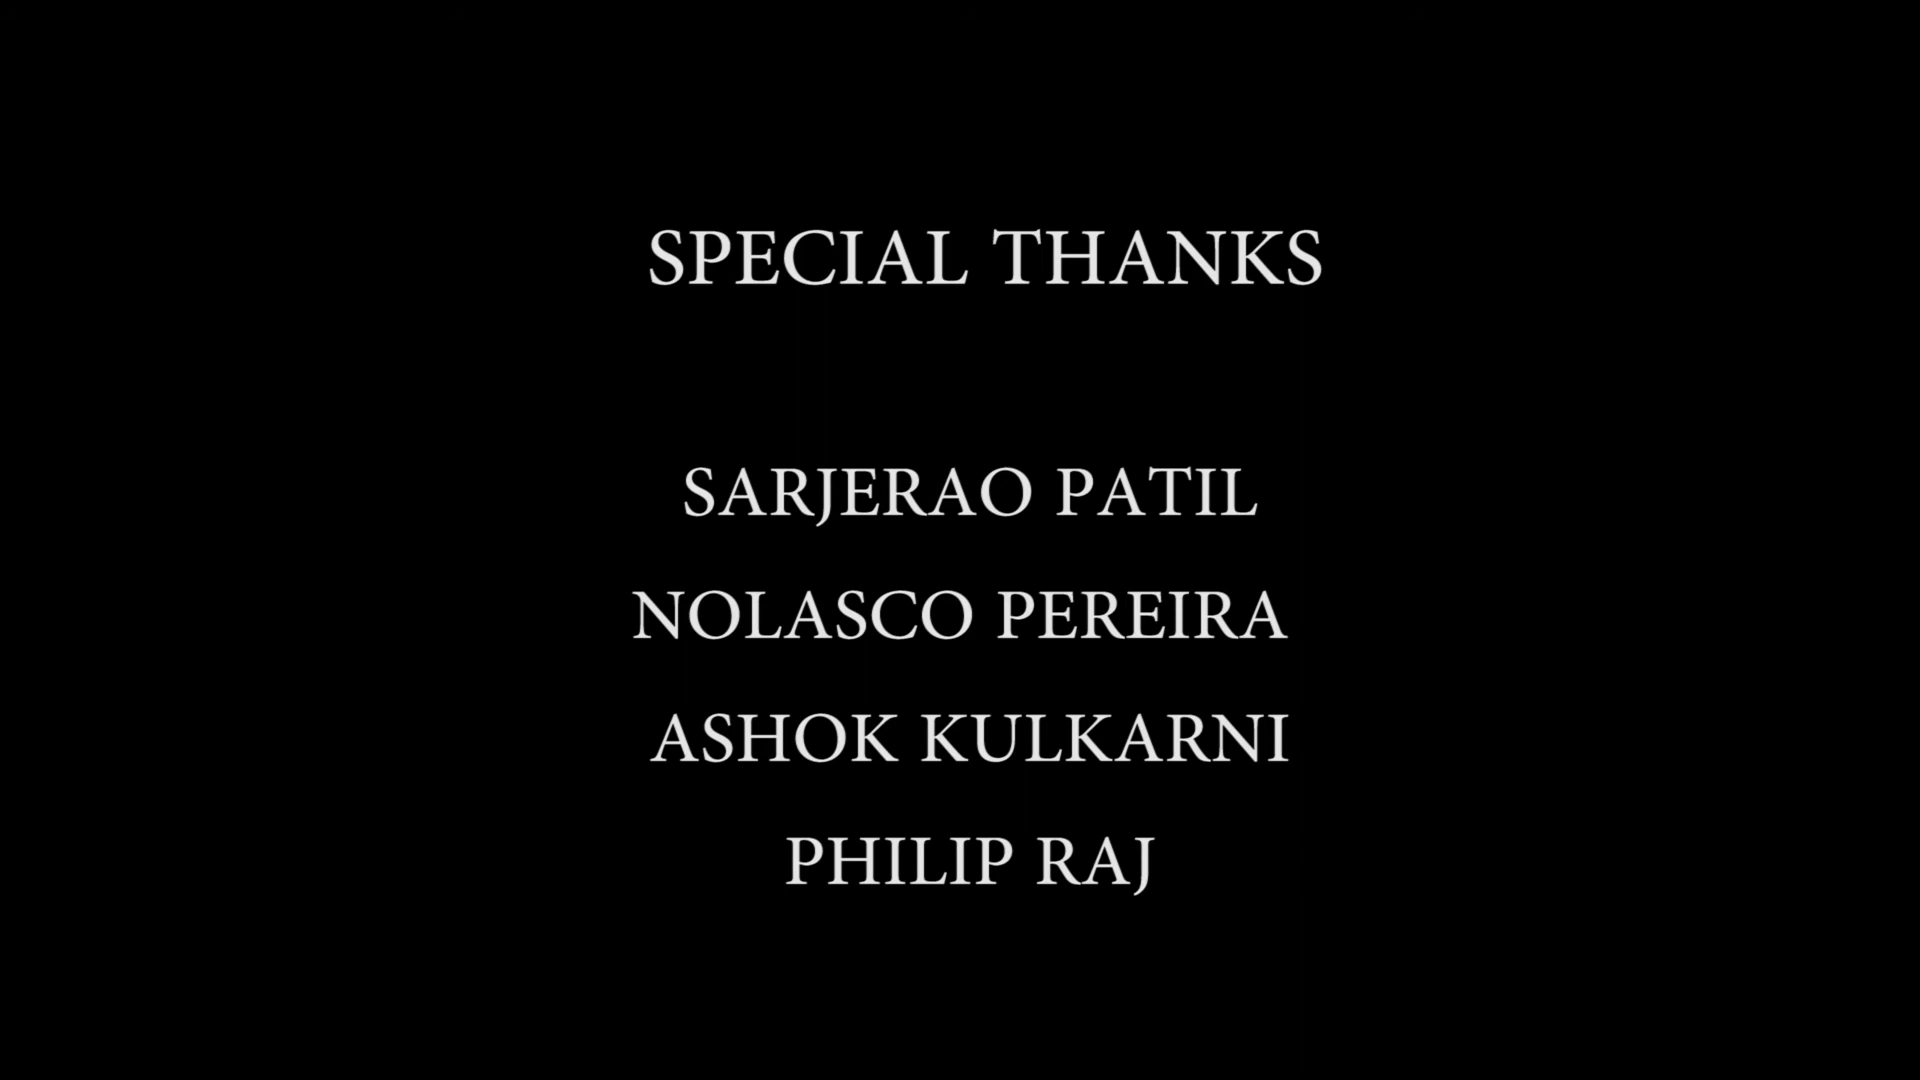 SPECIAL THANKS
SARJERAO PATIL
NOLASCO PEREIRA
ASHOK KULKARNI
PHILIP RAJ